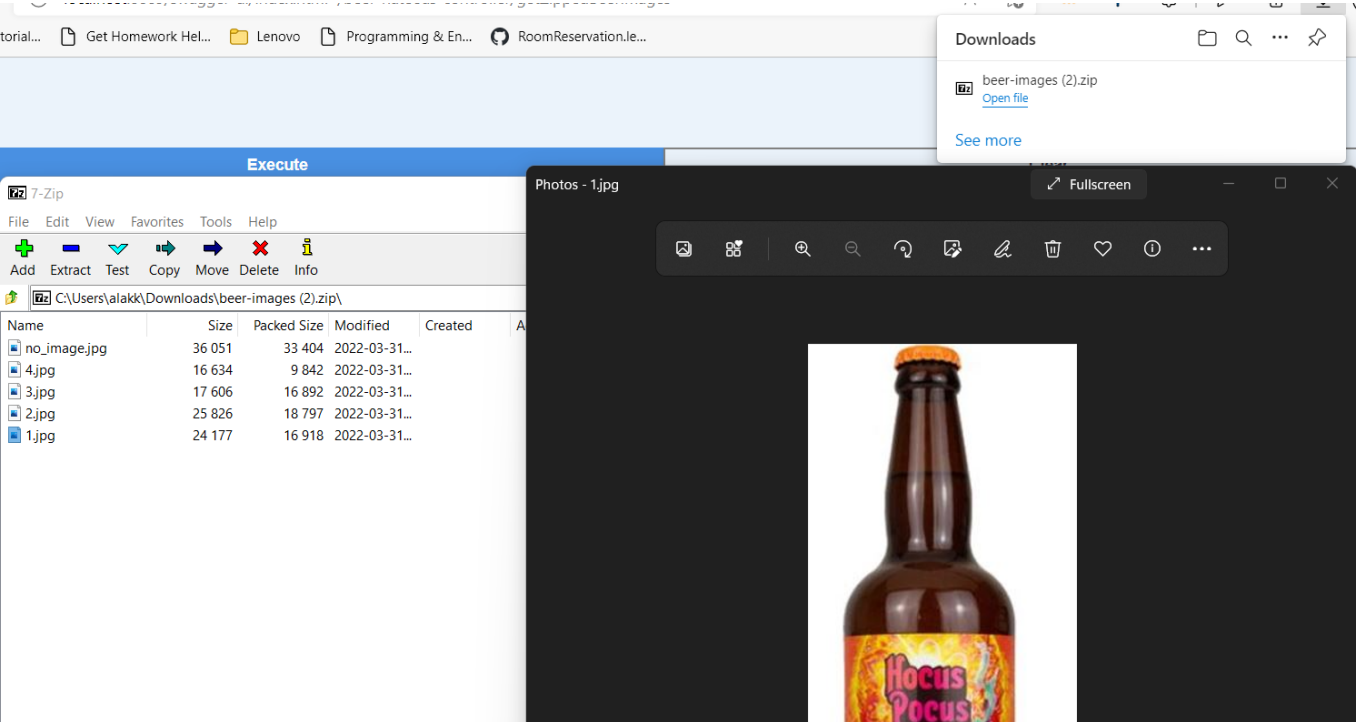 torial...
Get Homework Hel...
Lenovo
Programming & En...
RoomReservation.le...
Downloads
beer-images (2).zip
Open file
See more
Execute
7-Zip
File Edit View Favorites Tools Help
Add Extract Test Copy Move Delete Info
C:\Users\alakk\Downloads\beer-images (2).zip\
Name Size Packed Size Modified Created A
no_image.jpg 36 051 33 404 2022-03-31...
4.jpg 16 634 9 842 2022-03-31...
3.jpg 17 606 16 892 2022-03-31...
2.jpg 25 826 18 797 2022-03-31...
1.jpg 24 177 16 918 2022-03-31...
Photos - 1.jpg
Fullscreen
Hocus
Pocus